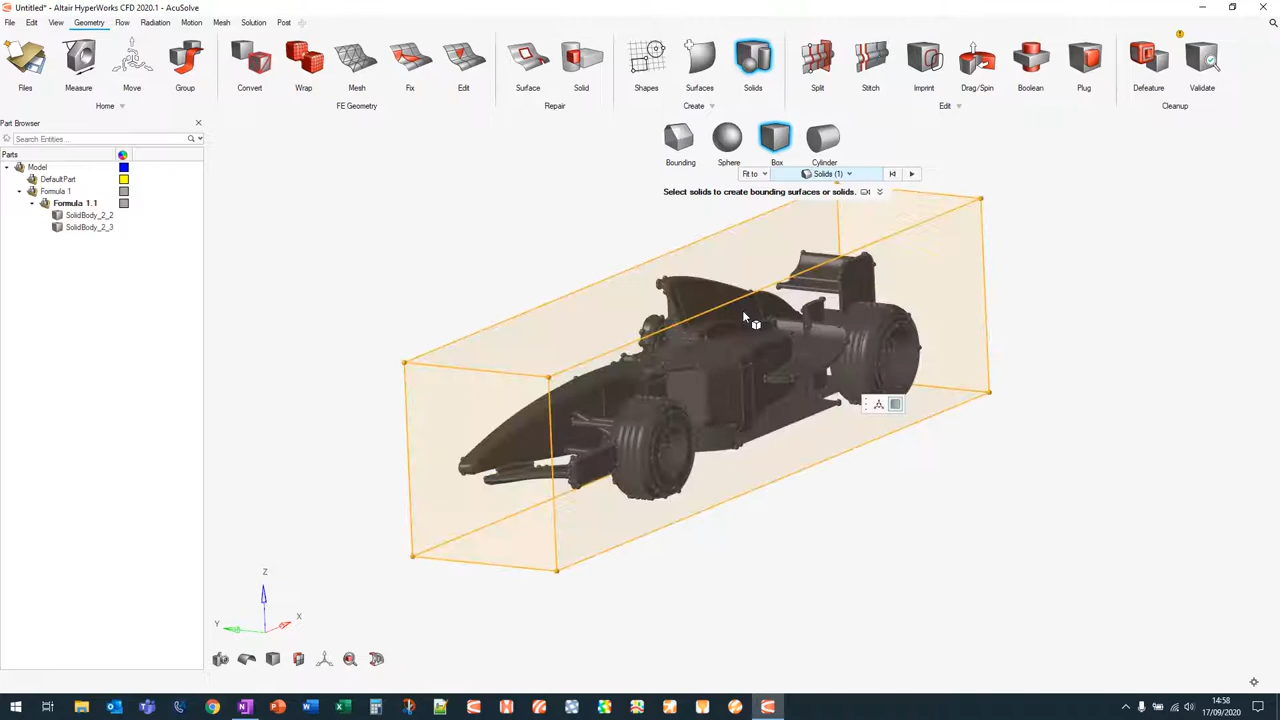 Untitled* - Altair HyperWorks CFD 2020.1 - AcuSolve
File Edit View Geometry Flow Radiation Motion Mesh Solution Post
Files Measure Move Group Convert Wrap Mesh Fix Edit Surface Solid Shapes Surfaces Solids Split Stitch Imprint Drag/Spin Boolean Plug Defeature Validate
Home FE Geometry Repair Create Edit Cleanup
Part Browser
Search Entities...
Parts
Model
DefaultPart
Formula 1
Formula 1.1
SolidBody_2_2
SolidBody_2_3
Bounding Sphere Box Cylinder
Fit to Solids (1)
Select solids to create bounding surfaces or solids.
Z
Y
X
14:58
17/09/2020